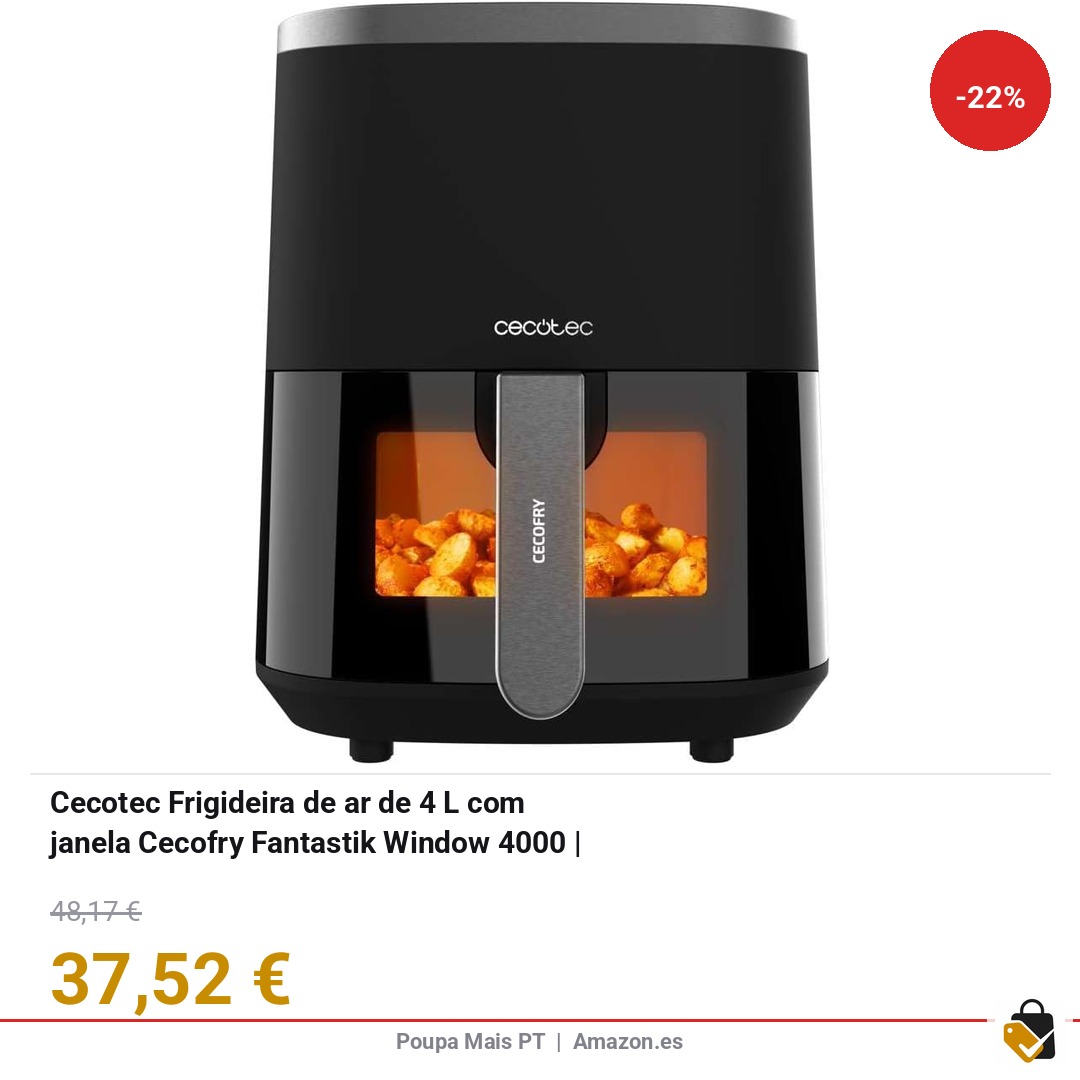 -22%
cecotec
CECOFRY
Cecotec Frigideira de ar de 4 L com
janela Cecofry Fantastik Window 4000 |
48,17 €
37,52 €
Poupa Mais PT | Amazon.es